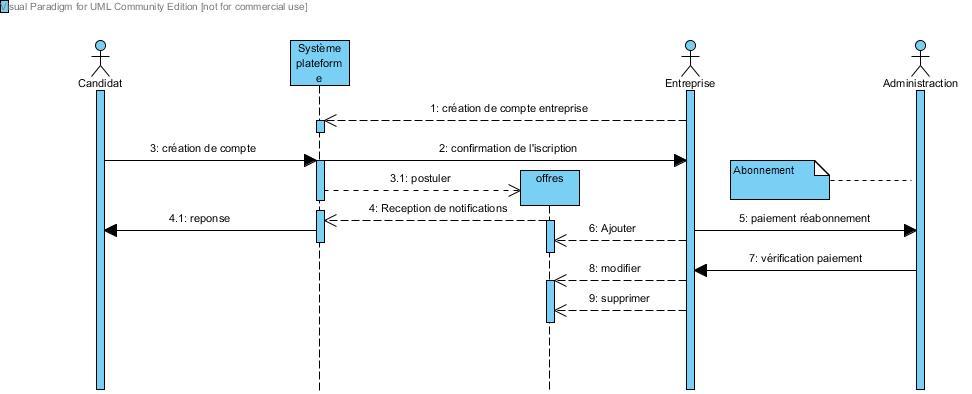 Visual Paradigm for UML Community Edition [not for commercial use]
Système
plateform
e
Candidat
Entreprise
Administraction
1: création de compte entreprise
3: création de compte
2: confirmation de l'iscription
Abonnement
3.1: postuler
offres
4: Reception de notifications
4.1: reponse
6: Ajouter
5: paiement réabonnement
7: vérification paiement
8: modifier
9: supprimer